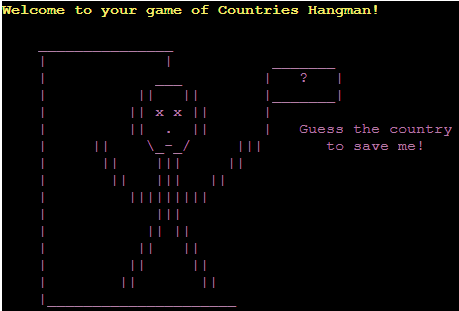 Welcome to your game of Countries Hangman!
?
x x
Guess the country
to save me!